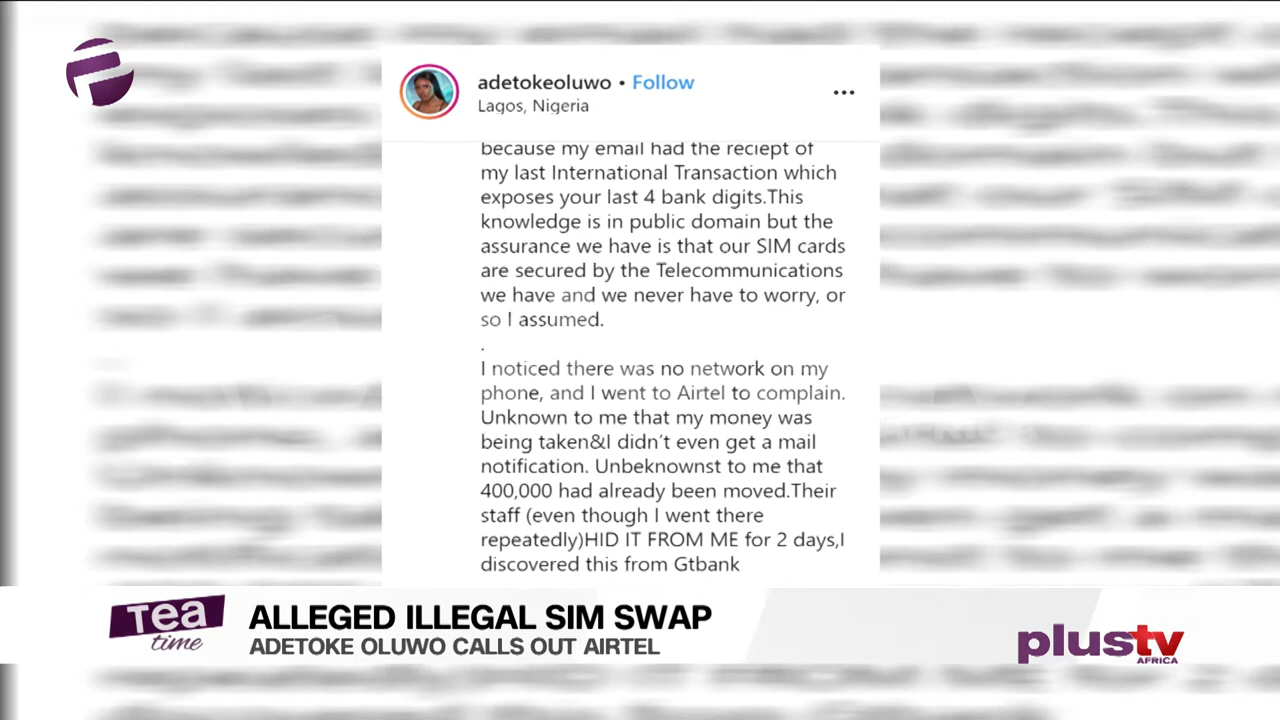 adetokeoluwo • Follow
Lagos, Nigeria
because my email had the reciept of
my last International Transaction which
exposes your last 4 bank digits.This
knowledge is in public domain but the
assurance we have is that our SIM cards
are secured by the Telecommunications
we have and we never have to worry, or
so I assumed.
.
I noticed there was no network on my
phone, and I went to Airtel to complain.
Unknown to me that my money was
being taken&I didn't even get a mail
notification. Unbeknownst to me that
400,000 had already been moved.Their
staff (even though I went there
repeatedly)HID IT FROM ME for 2 days,I
discovered this from Gtbank
Tea
time
ALLEGED ILLEGAL SIM SWAP
ADETOKE OLUWO CALLS OUT AIRTEL
plustv
AFRICA